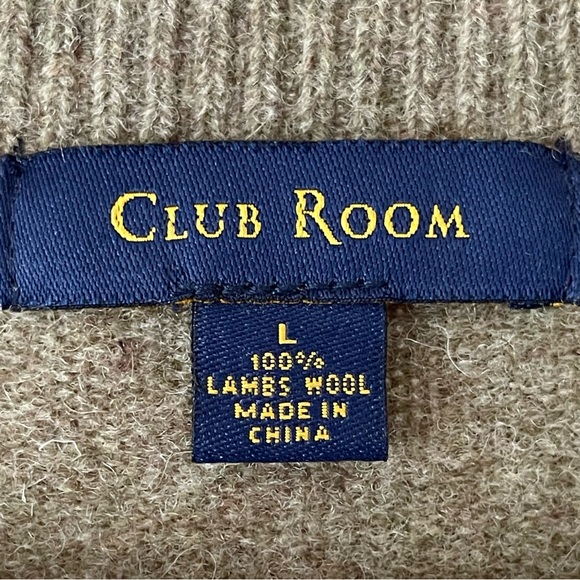 CLUB ROOM
L
100%
LAMBS WOOL
MADE IN
CHINA